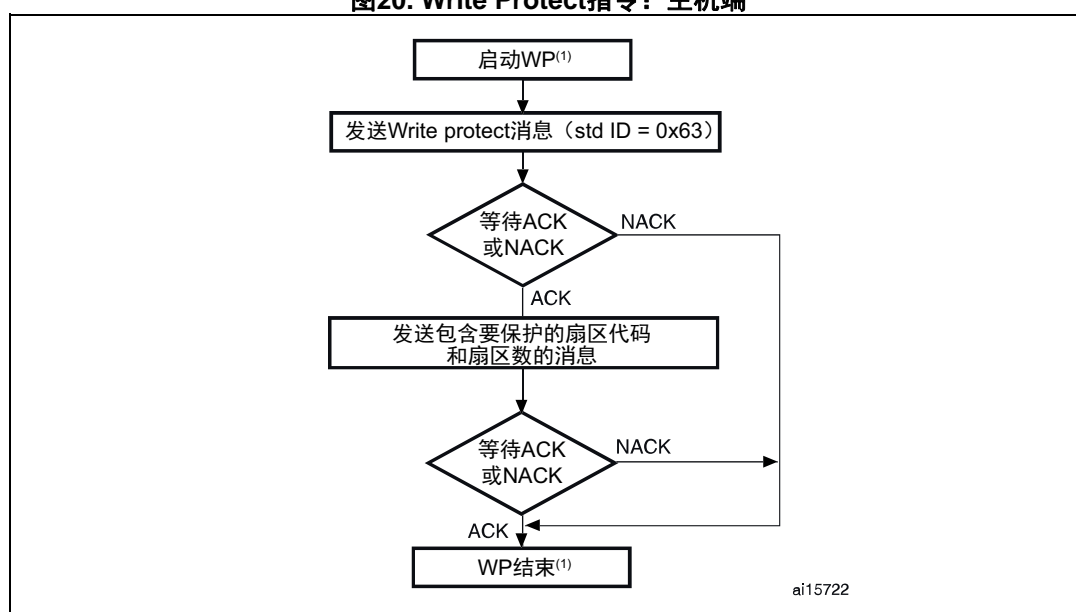 图20. Write Protect指令：主机端
启动WP(1)
发送Write protect消息（std ID = 0x63）
等待ACK
或NACK
NACK
ACK
发送包含要保护的扇区代码
和扇区数的消息
等待ACK
或NACK
NACK
ACK
WP结束(1)
ai15722